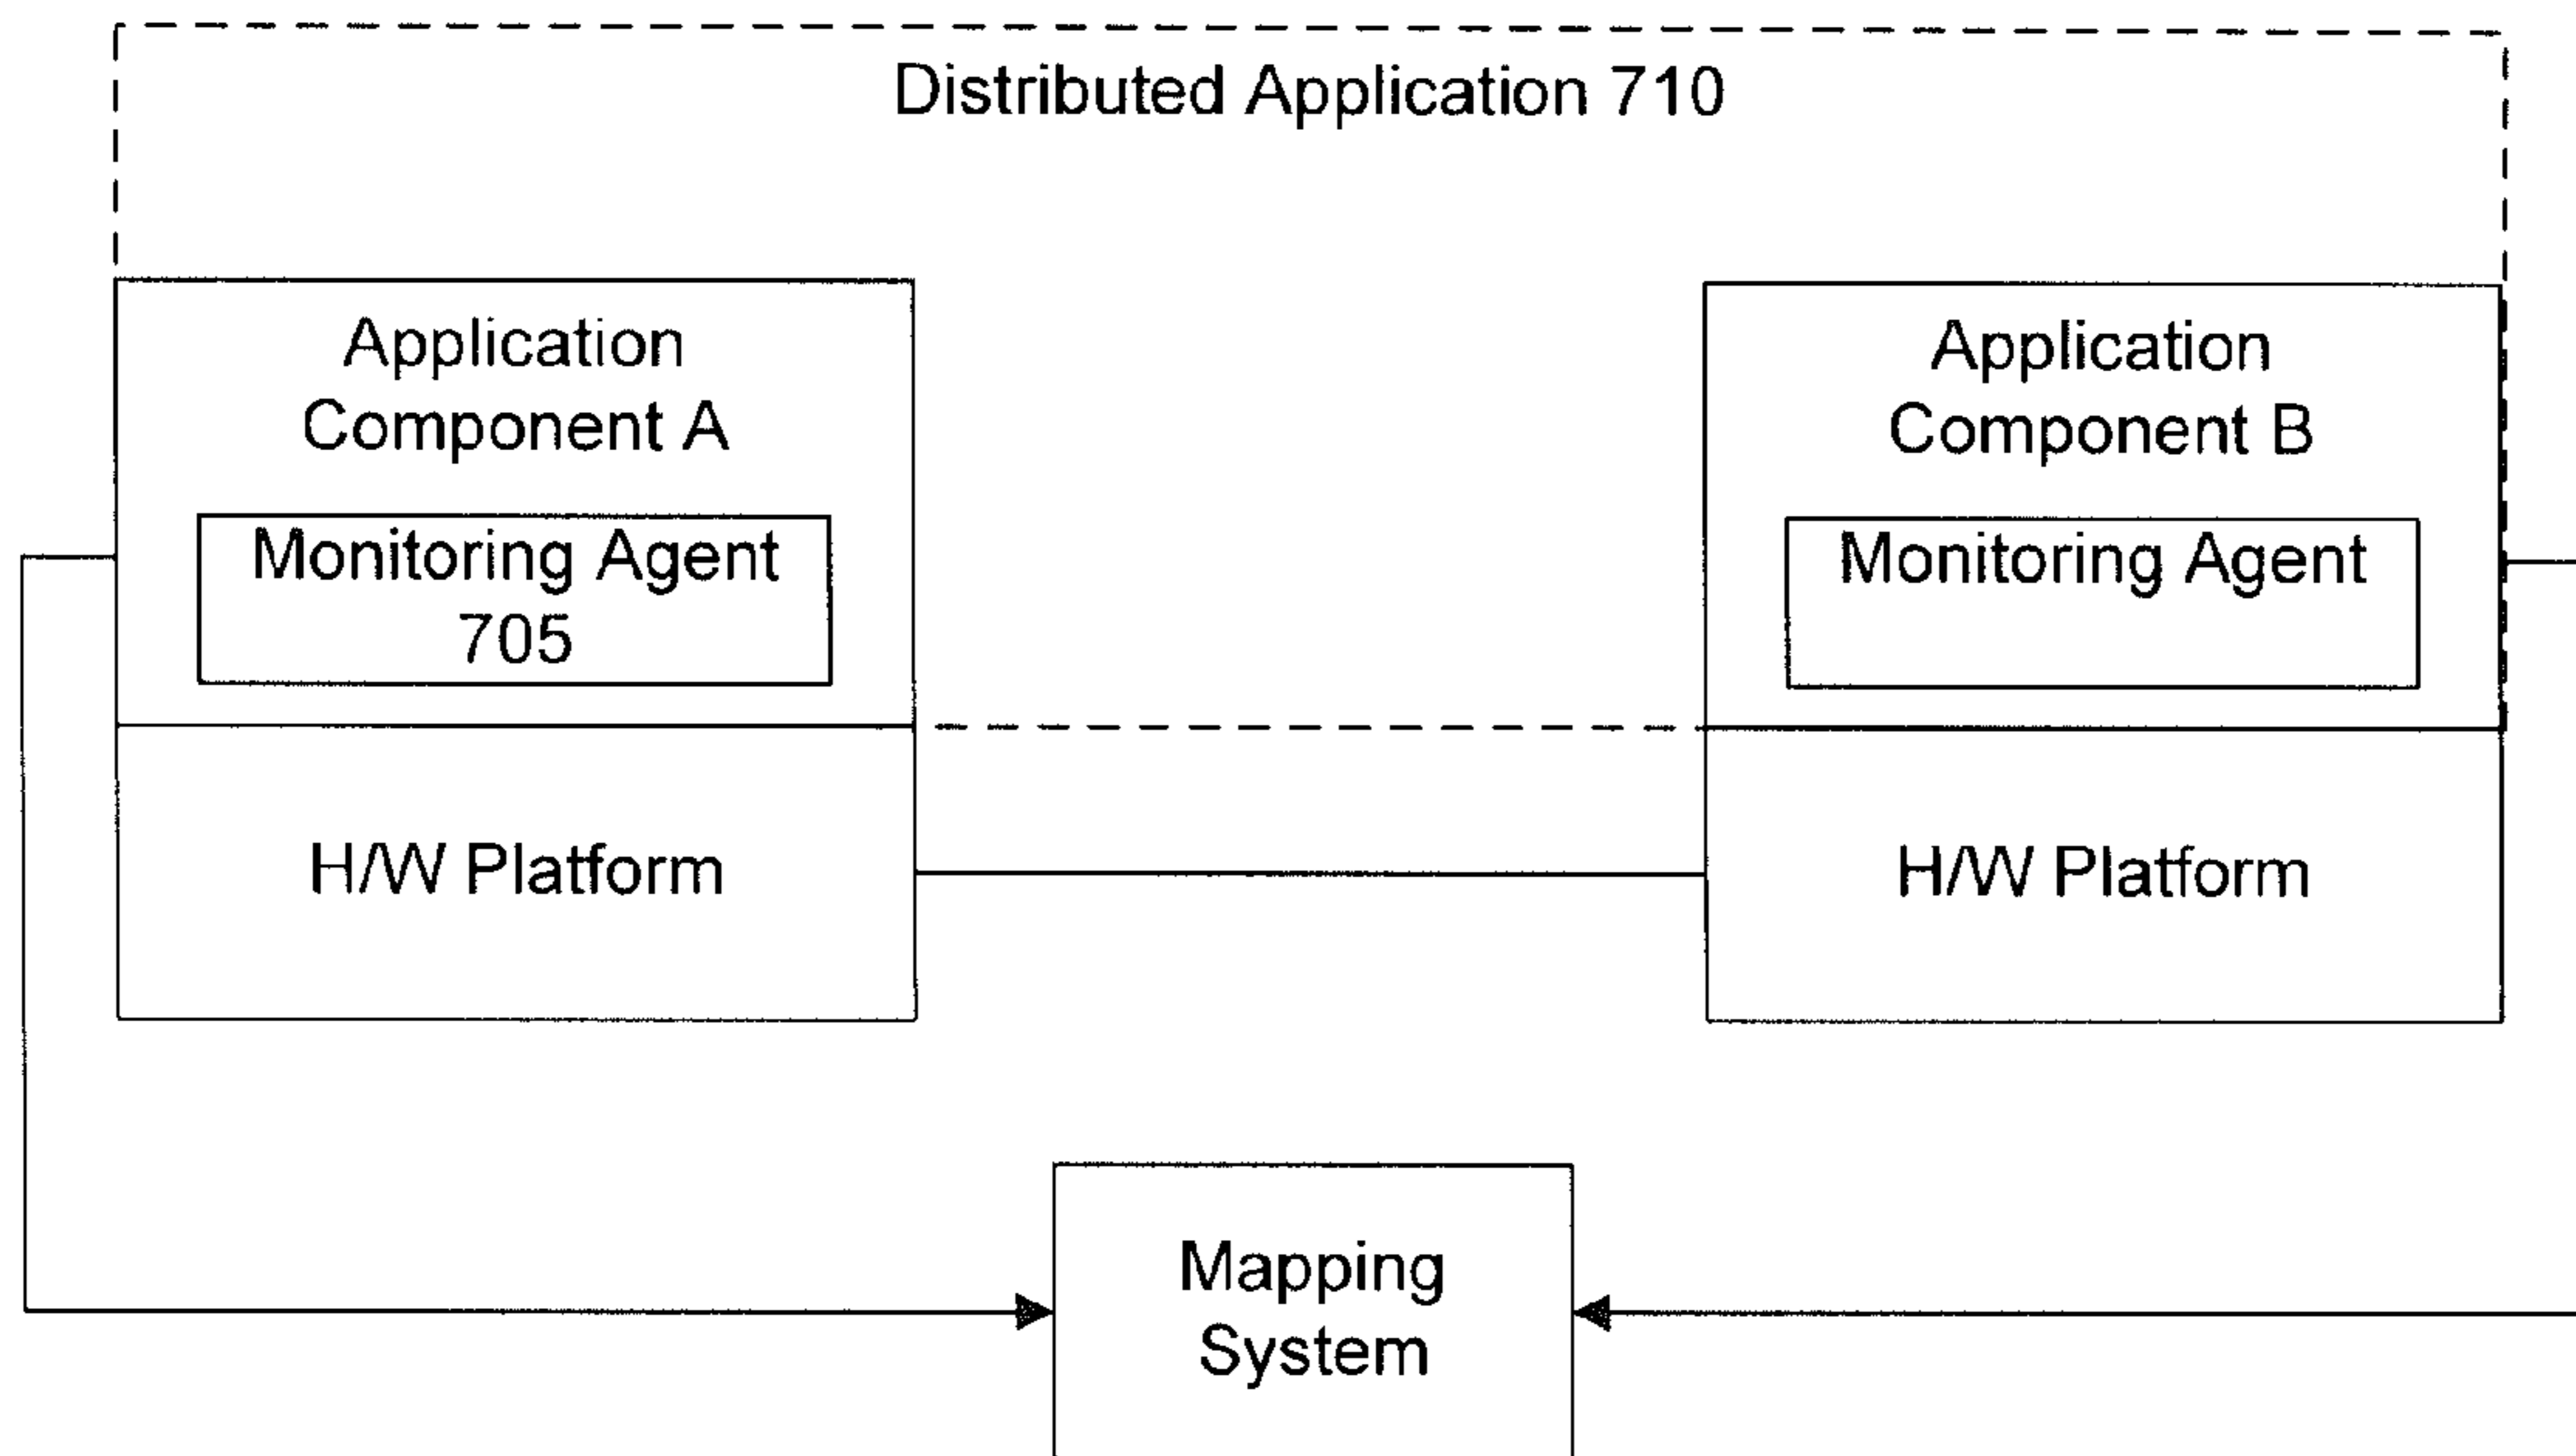 Distributed Application 710
Application
Component A
Monitoring Agent
705
H/W Platform
Application
Component B
Monitoring Agent
H/W Platform
Mapping
System